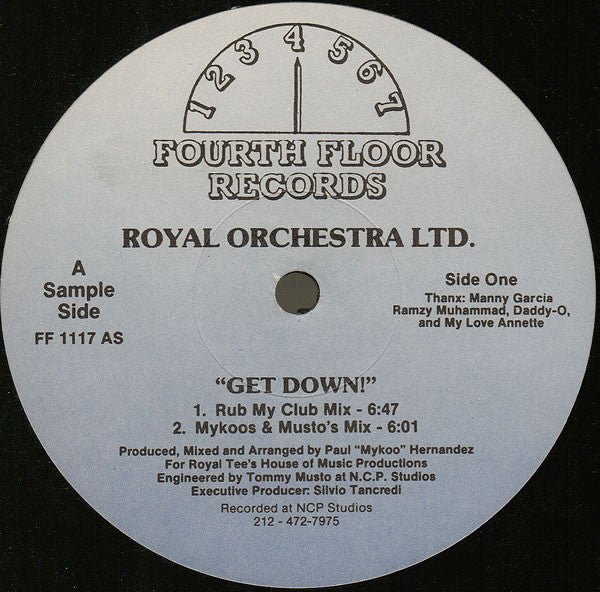 1 2 3 4 5 6 7
FOURTH FLOOR
RECORDS
ROYAL ORCHESTRA LTD.
A
Sample
Side
FF 1117 AS
Side One
Thanx: Manny Garcia
Ramzy Muhammad, Daddy-O,
and My Love Annette
"GET DOWN!"
1. Rub My Club Mix - 6:47
2. Mykoos & Musto's Mix - 6:01
Produced, Mixed and Arranged by Paul "Mykoo" Hernandez
For Royal Tee's House of Music Productions
Engineered by Tommy Musto at N.C.P. Studios
Executive Producer: Silvio Tancredi
Recorded at NCP Studios
212 - 472-7975